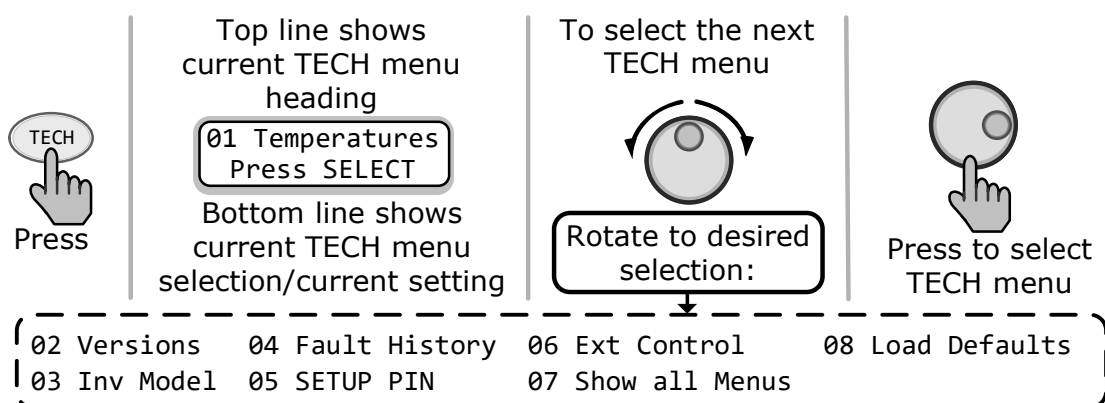 TECH
Press
Top line shows
current TECH menu
heading
01 Temperatures
Press SELECT
Bottom line shows
current TECH menu
selection/current setting
To select the next
TECH menu
Rotate to desired
selection:
Press to select
TECH menu
02 Versions 04 Fault History 06 Ext Control 08 Load Defaults
03 Inv Model 05 SETUP PIN 07 Show all Menus